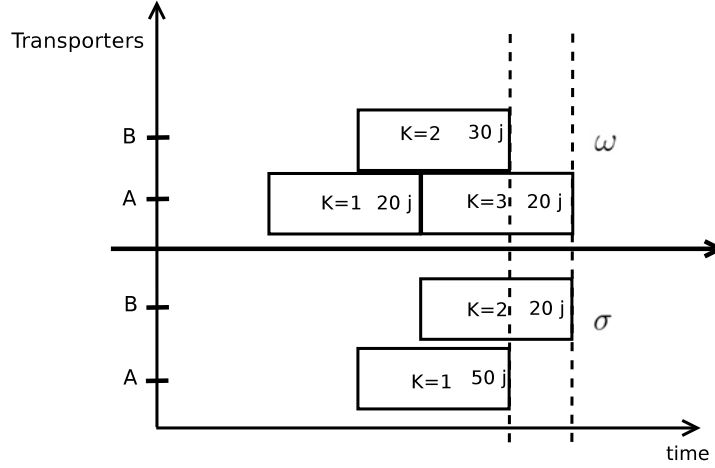 Transporters
B K=2 30 j ω
A K=1 20 j K=3 20 j
B K=2 20 j σ
A K=1 50 j
time